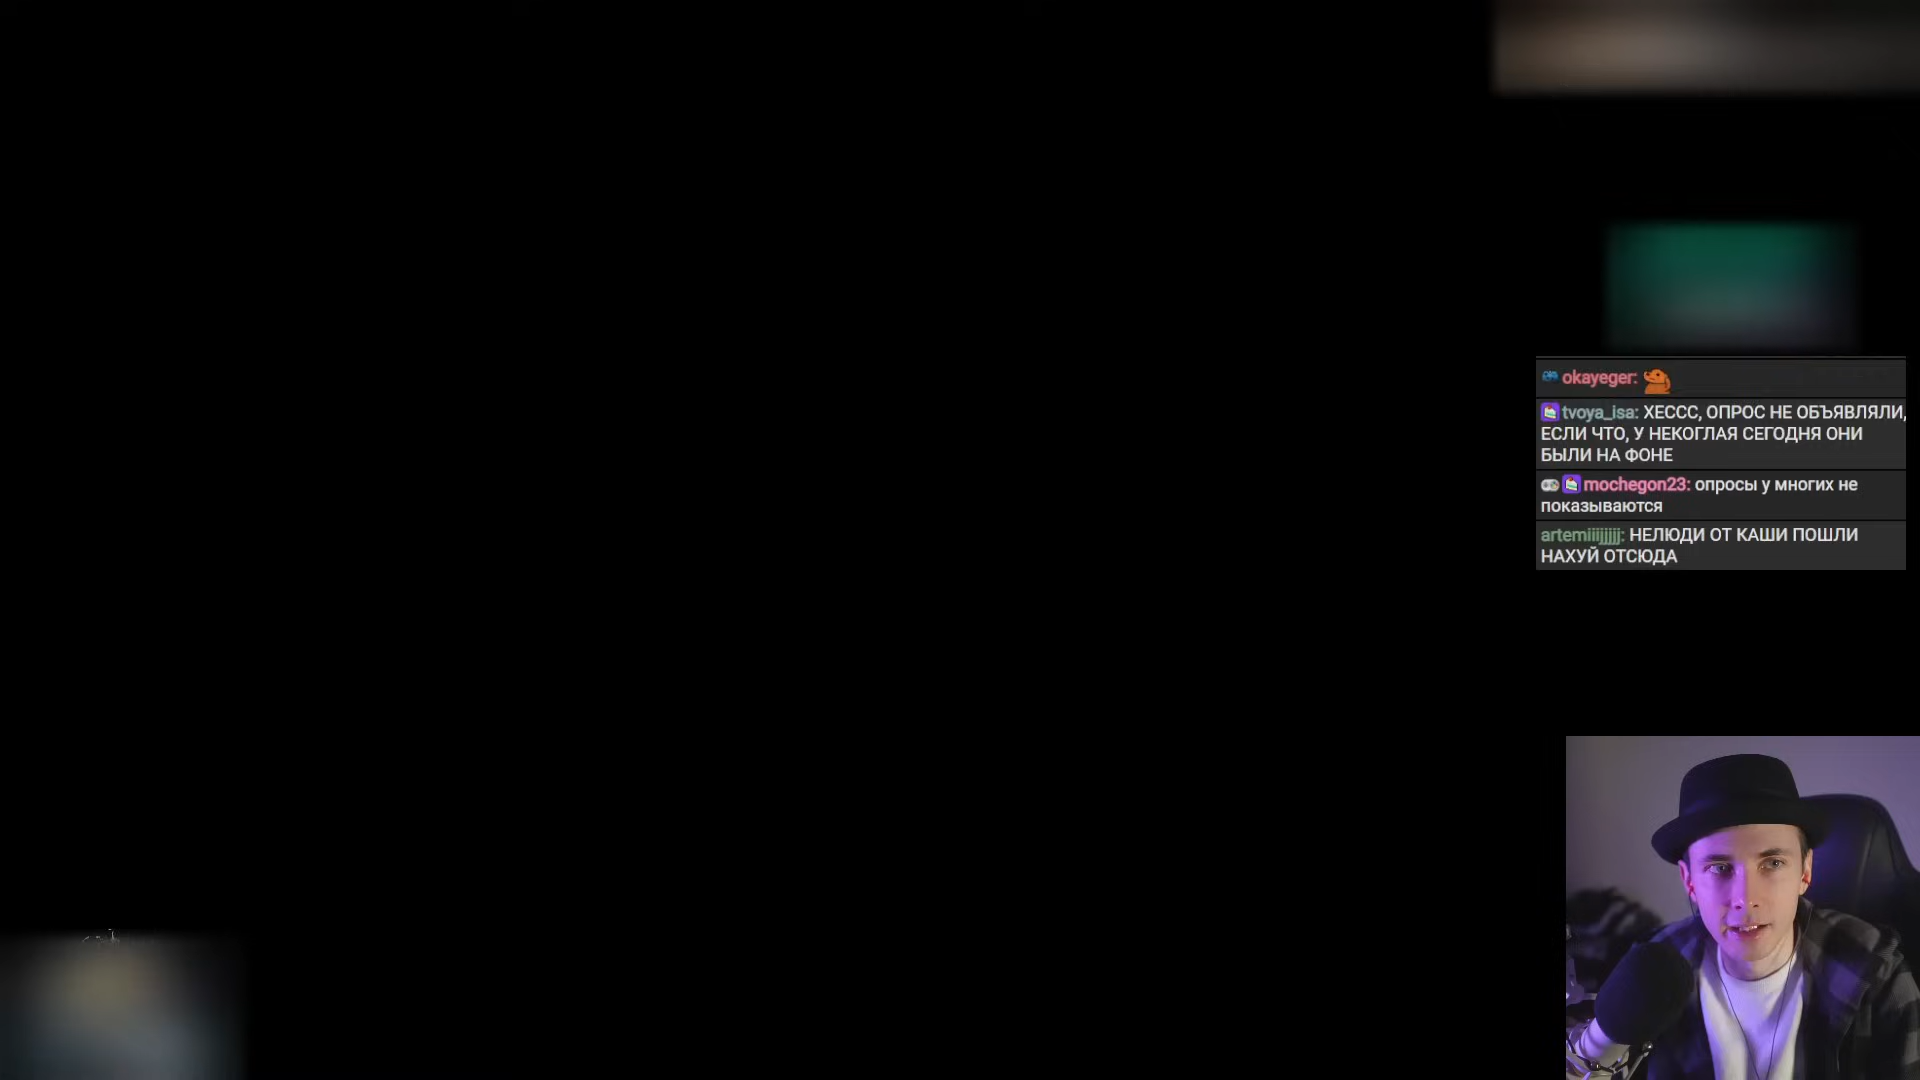 okayeger:
tvoya_isa: ХЕССС, ОПРОС НЕ ОБЪЯВЛЯЛИ,
ЕСЛИ ЧТО, У НЕКОГЛАЯ СЕГОДНЯ ОНИ
БЫЛИ НА ФОНЕ
mochegon23: опросы у многих не
показываются
artemiiijjjjj: НЕЛЮДИ ОТ КАШИ ПОШЛИ
НАХУЙ ОТСЮДА